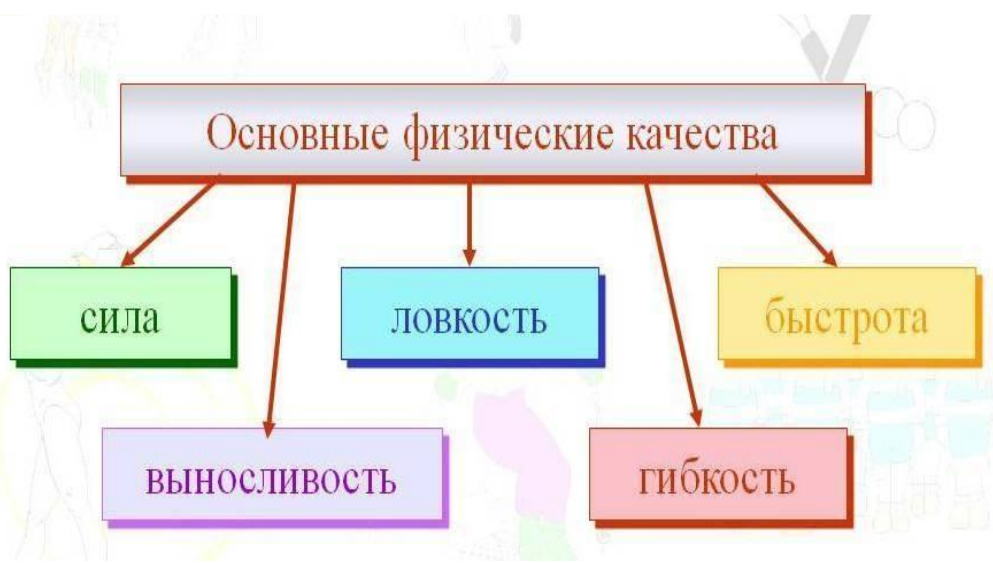 Основные физические качества
сила
ловкость
быстрота
выносливость
гибкость